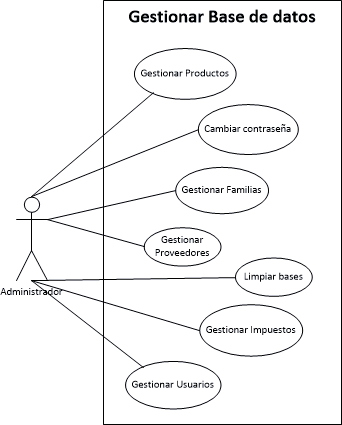 Gestionar Base de datos
Gestionar Productos
Cambiar contraseña
Gestionar Familias
Gestionar
Proveedores
Limpiar bases
Administrador
Gestionar Impuestos
Gestionar Usuarios